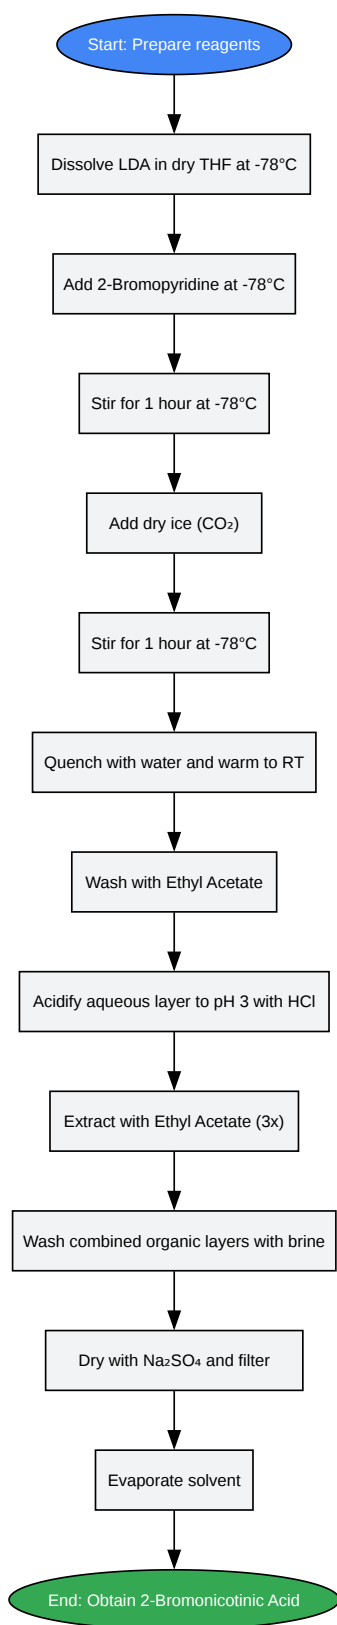 Start: Prepare reagents
Dissolve LDA in dry THF at -78°C
Add 2-Bromopyridine at -78°C
Stir for 1 hour at -78°C
Add dry ice (CO₂)
Stir for 1 hour at -78°C
Quench with water and warm to RT
Wash with Ethyl Acetate
Acidify aqueous layer to pH 3 with HCl
Extract with Ethyl Acetate (3x)
Wash combined organic layers with brine
Dry with Na₂SO₄ and filter
Evaporate solvent
End: Obtain 2-Bromonicotinic Acid